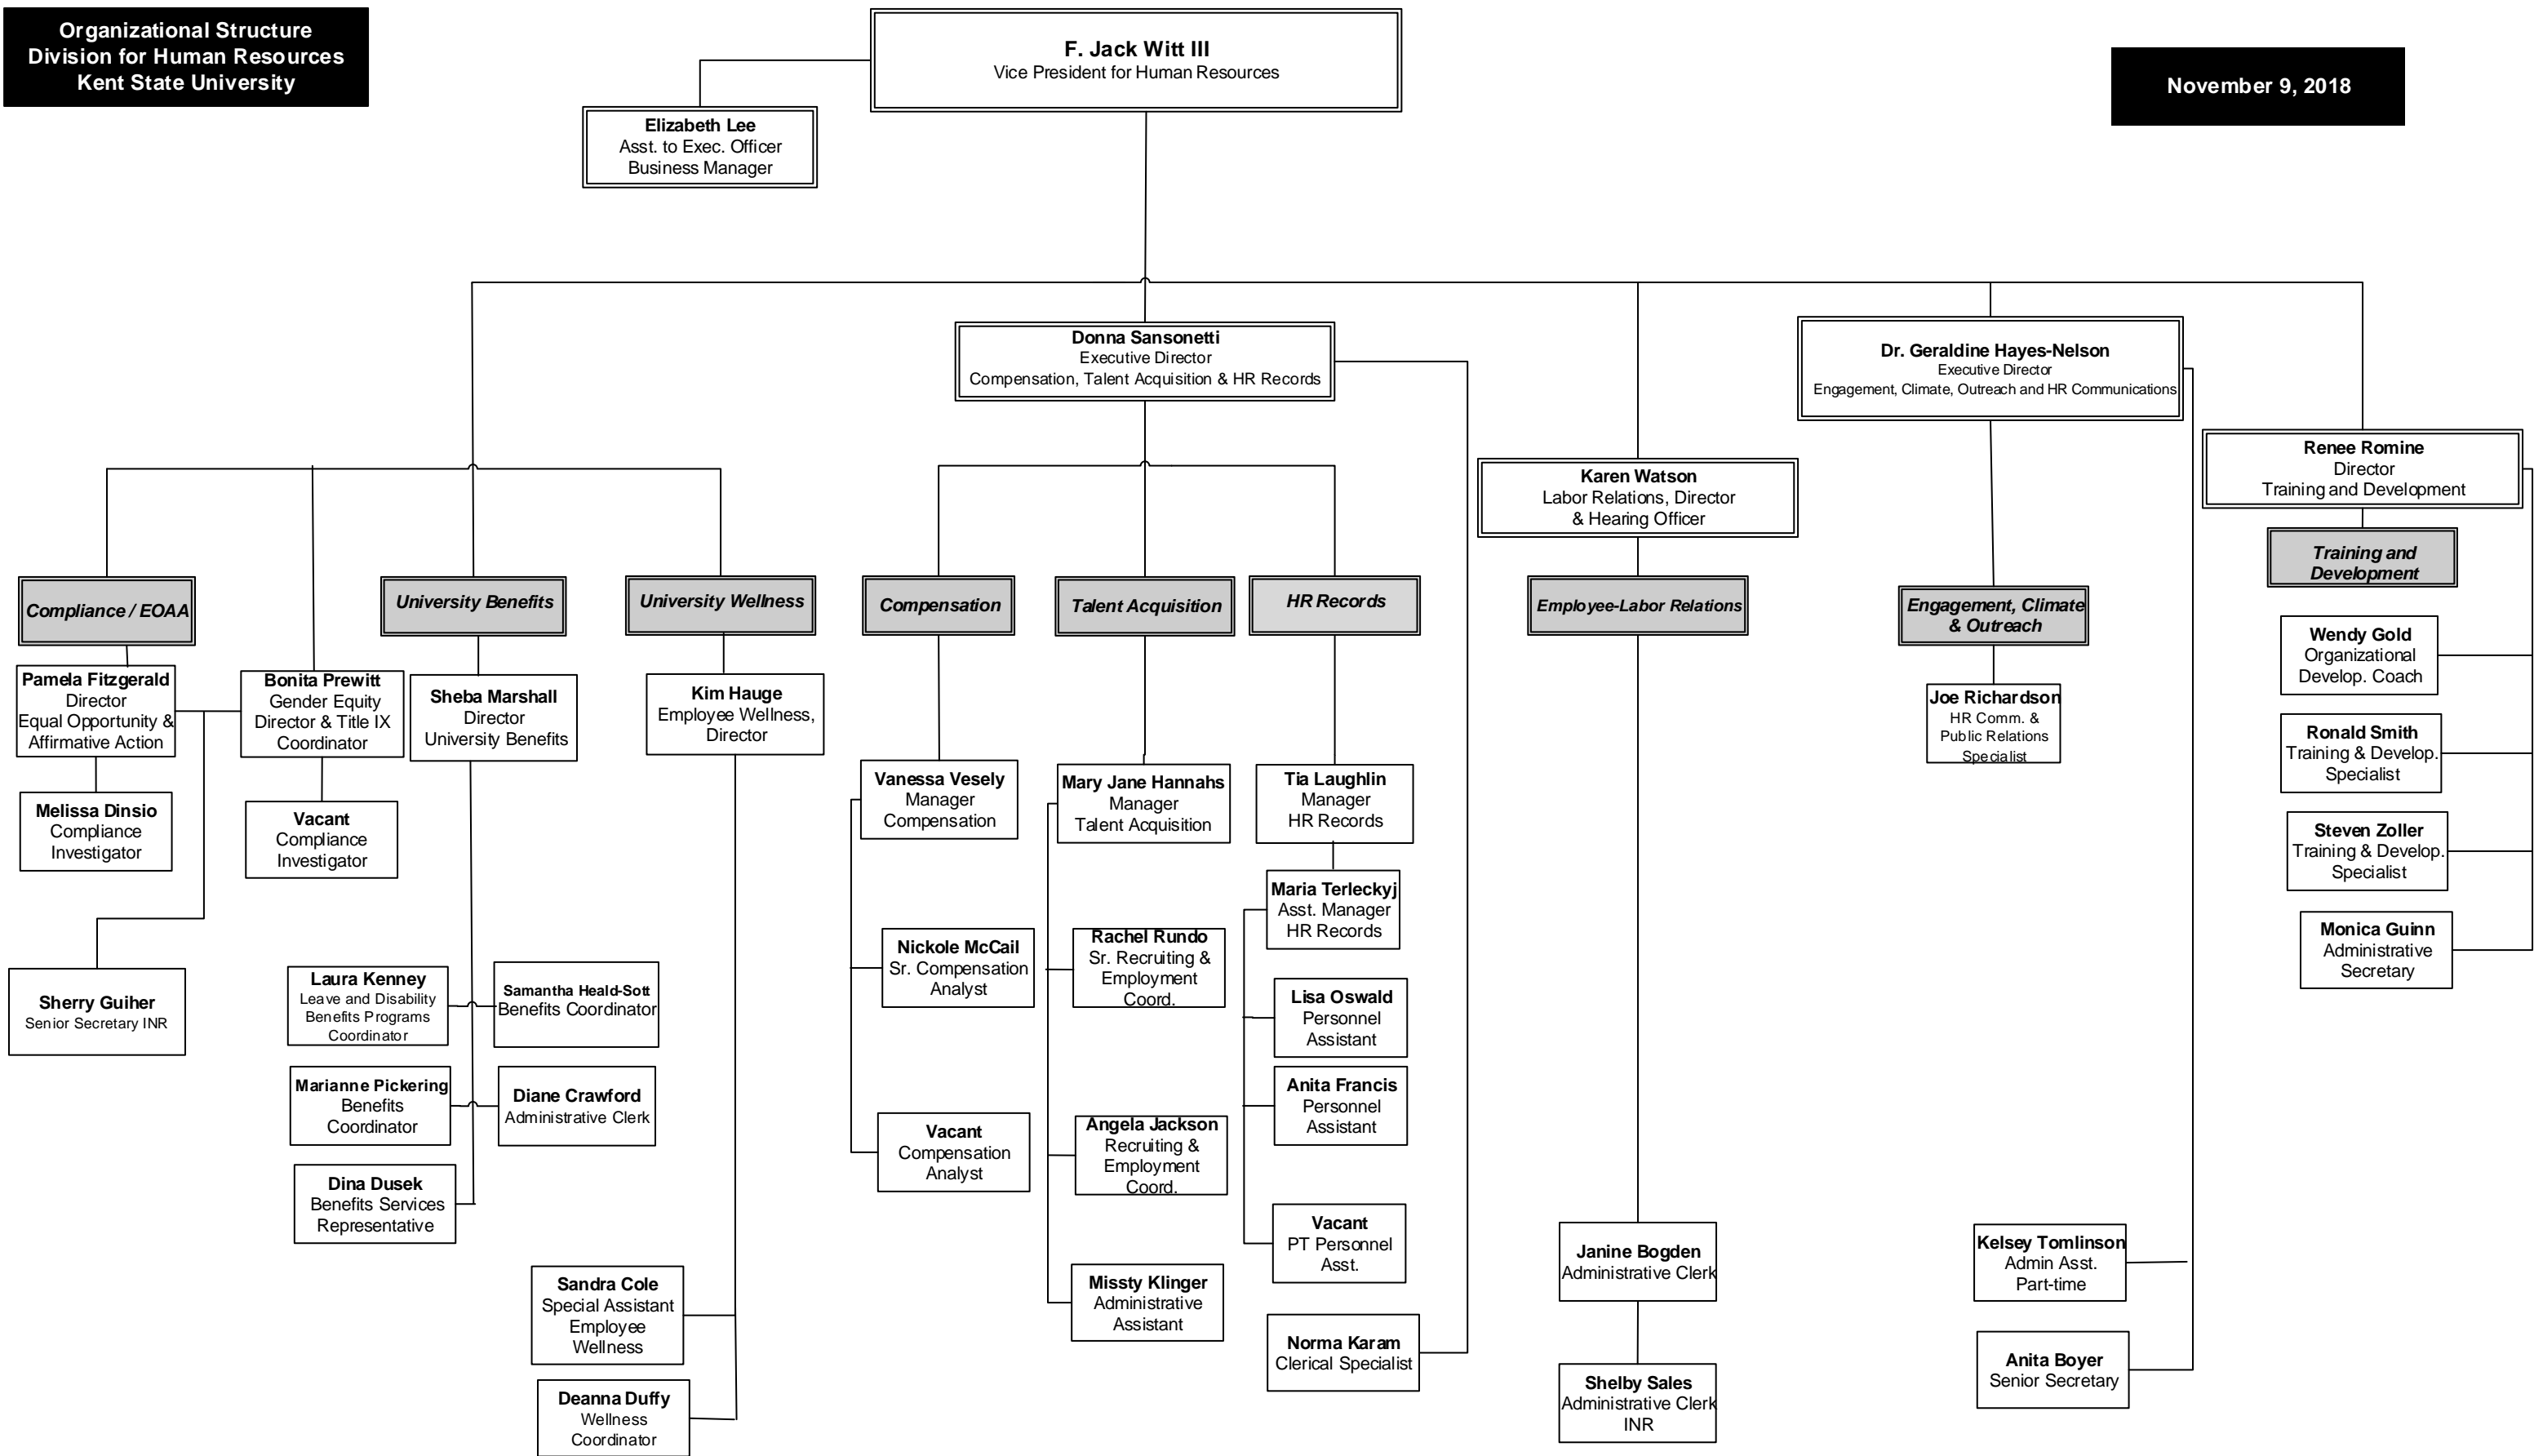 Organizational Structure
Division for Human Resources
Kent State University
F. Jack Witt III
Vice President for Human Resources
November 9, 2018
Elizabeth Lee
Asst. to Exec. Officer
Business Manager
Donna Sansonetti
Executive Director
Compensation, Talent Acquisition & HR Records
Dr. Geraldine Hayes-Nelson
Executive Director
Engagement, Climate, Outreach and HR Communications
Karen Watson
Labor Relations, Director
& Hearing Officer
Renee Romine
Director
Training and Development
Compliance / EOAA
University Benefits
University Wellness
Compensation
Talent Acquisition
HR Records
Employee-Labor Relations
Engagement, Climate
& Outreach
Training and
Development
Pamela Fitzgerald
Director
Equal Opportunity &
Affirmative Action
Bonita Prewitt
Gender Equity
Director & Title IX
Coordinator
Sheba Marshall
Director
University Benefits
Kim Hauge
Employee Wellness,
Director
Vanessa Vesely
Manager
Compensation
Mary Jane Hannahs
Manager
Talent Acquisition
Tia Laughlin
Manager
HR Records
Joe Richardson
HR Comm. &
Public Relations
Specialist
Wendy Gold
Organizational
Develop. Coach
Ronald Smith
Training & Develop.
Specialist
Steven Zoller
Training & Develop.
Specialist
Monica Guinn
Administrative
Secretary
Melissa Dinsio
Compliance
Investigator
Vacant
Compliance
Investigator
Sherry Guiher
Senior Secretary INR
Laura Kenney
Leave and Disability
Benefits Programs
Coordinator
Samantha Heald-Sott
Benefits Coordinator
Marianne Pickering
Benefits
Coordinator
Diane Crawford
Administrative Clerk
Dina Dusek
Benefits Services
Representative
Sandra Cole
Special Assistant
Employee
Wellness
Deanna Duffy
Wellness
Coordinator
Nickole McCail
Sr. Compensation
Analyst
Vacant
Compensation
Analyst
Rachel Rundo
Sr. Recruiting &
Employment
Coord.
Angela Jackson
Recruiting &
Employment
Coord.
Missty Klinger
Administrative
Assistant
Maria Terleckyj
Asst. Manager
HR Records
Lisa Oswald
Personnel
Assistant
Anita Francis
Personnel
Assistant
Vacant
PT Personnel
Asst.
Norma Karam
Clerical Specialist
Janine Bogden
Administrative Clerk
Shelby Sales
Administrative Clerk
INR
Kelsey Tomlinson
Admin Asst.
Part-time
Anita Boyer
Senior Secretary